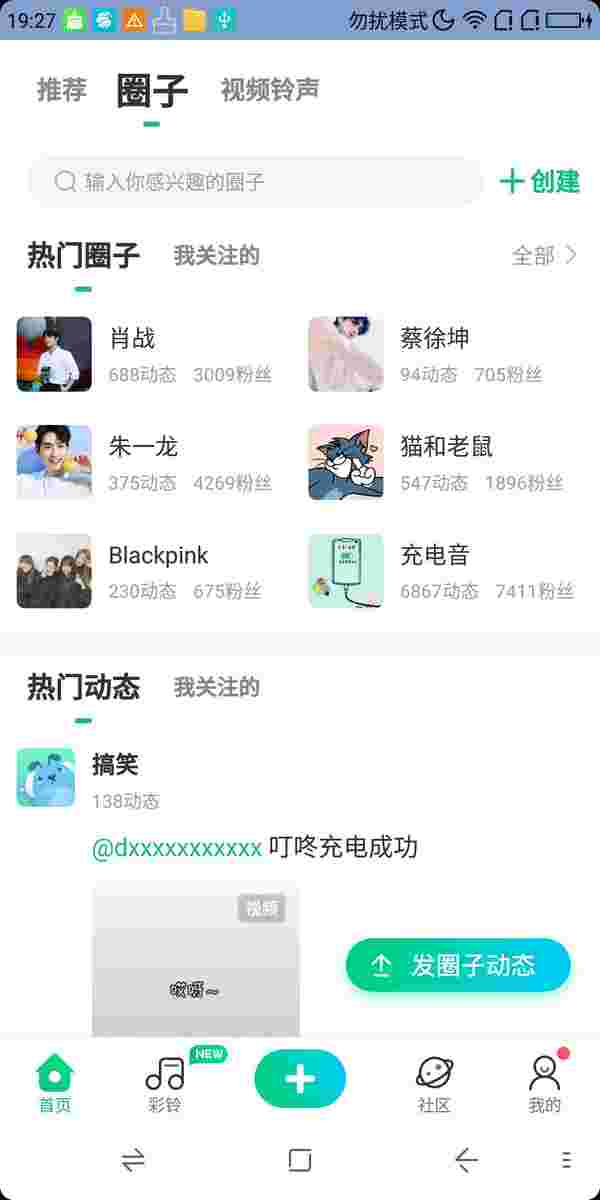 19:27 勿扰模式
推荐 圈子 视频铃声
输入你感兴趣的圈子 创建
热门圈子 我关注的 全部
肖战 蔡徐坤
688动态 3009粉丝 94动态 705粉丝
朱一龙 猫和老鼠
375动态 4269粉丝 547动态 1896粉丝
Blackpink 充电音
230动态 675粉丝 6867动态 7411粉丝
热门动态 我关注的
搞笑
138动态
@dxxxxxxxxxxx 叮咚充电成功
视频
发圈子动态
哎呀~
NEW
首页 彩铃 社区 我的